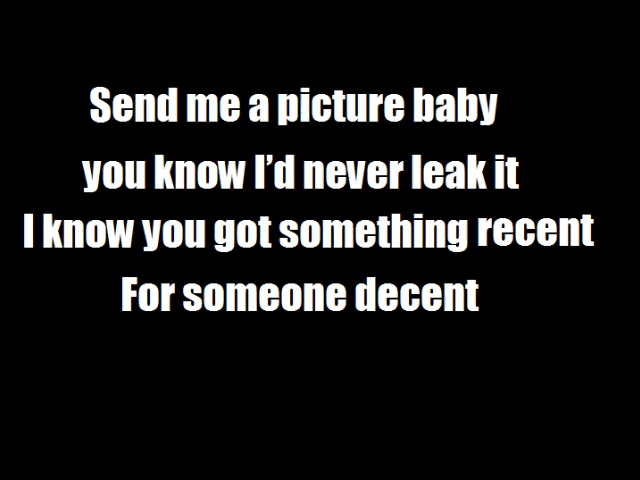 Send me a picture baby
you know I’d never leak it
I know you got something recent
For someone decent